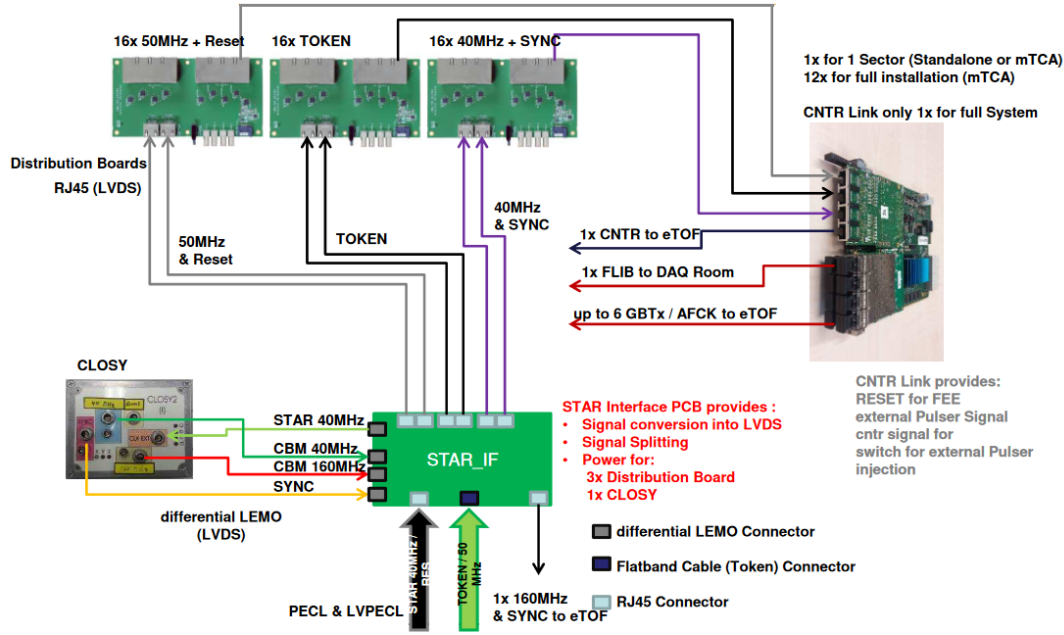 16x 50MHz + Reset
16x TOKEN
16x 40MHz + SYNC
1x for 1 Sector (Standalone or mTCA)
12x for full installation (mTCA)
CNTR Link only 1x for full System
Distribution Boards
RJ45 (LVDS)
50MHz
& Reset
TOKEN
40MHz
& SYNC
1x CNTR to eTOF
1x FLIB to DAQ Room
up to 6 GBTx / AFCK to eTOF
CLOSY
CLOSY2
(I)
CLK EXT
SYNC
STAR 40MHz
CBM 40MHz
CBM 160MHz
SYNC
differential LEMO
(LVDS)
STAR_IF
STAR Interface PCB provides :
• Signal conversion into LVDS
• Signal Splitting
• Power for:
3x Distribution Board
1x CLOSY
CNTR Link provides:
RESET for FEE
external Pulser Signal
cntr signal for
switch for external Pulser
injection
differential LEMO Connector
Flatband Cable (Token) Connector
RJ45 Connector
PECL & LVPECL
STAR 40MHz /
RES
TOKEN / 50
MHz
1x 160MHz
& SYNC to eTOF